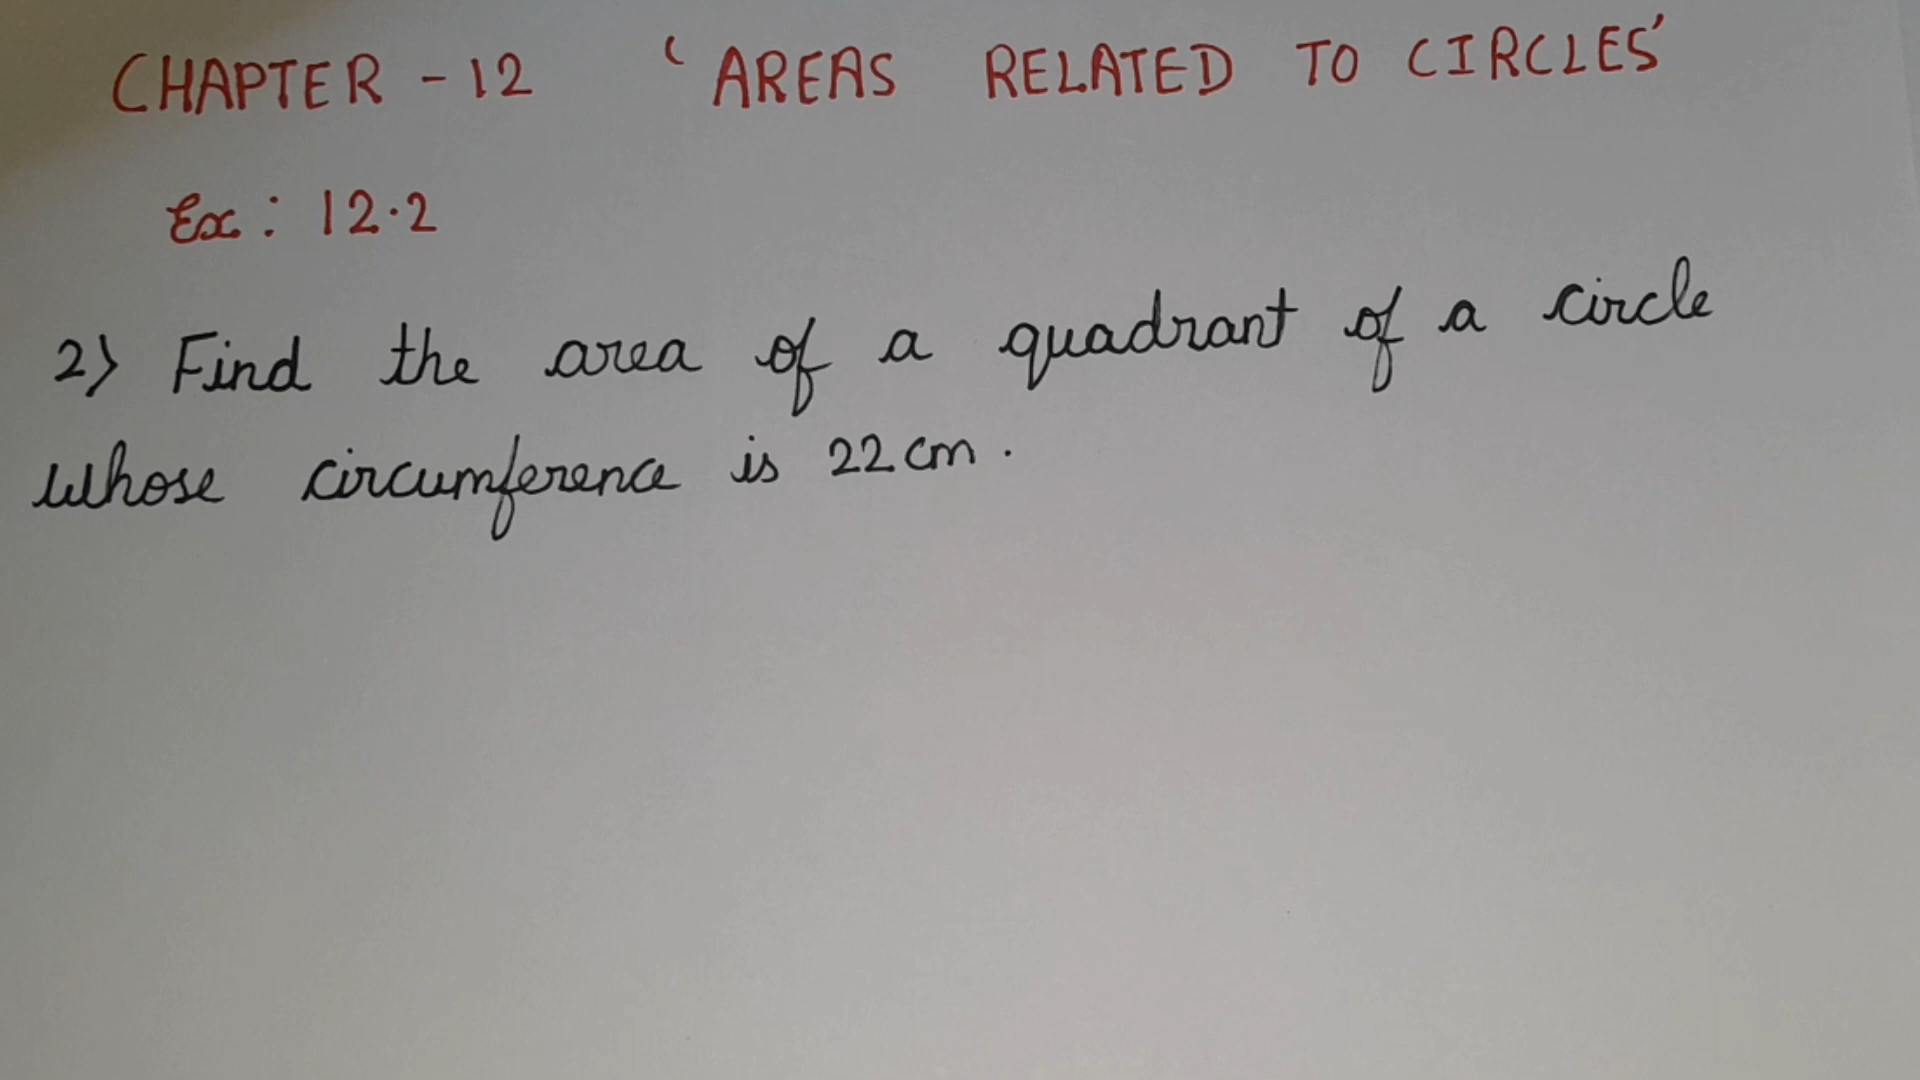 CHAPTER - 12 ' AREAS RELATED TO CIRCLES'
Ex : 12.2
2) Find the area of a quadrant of a circle
whose circumference is 22 cm .